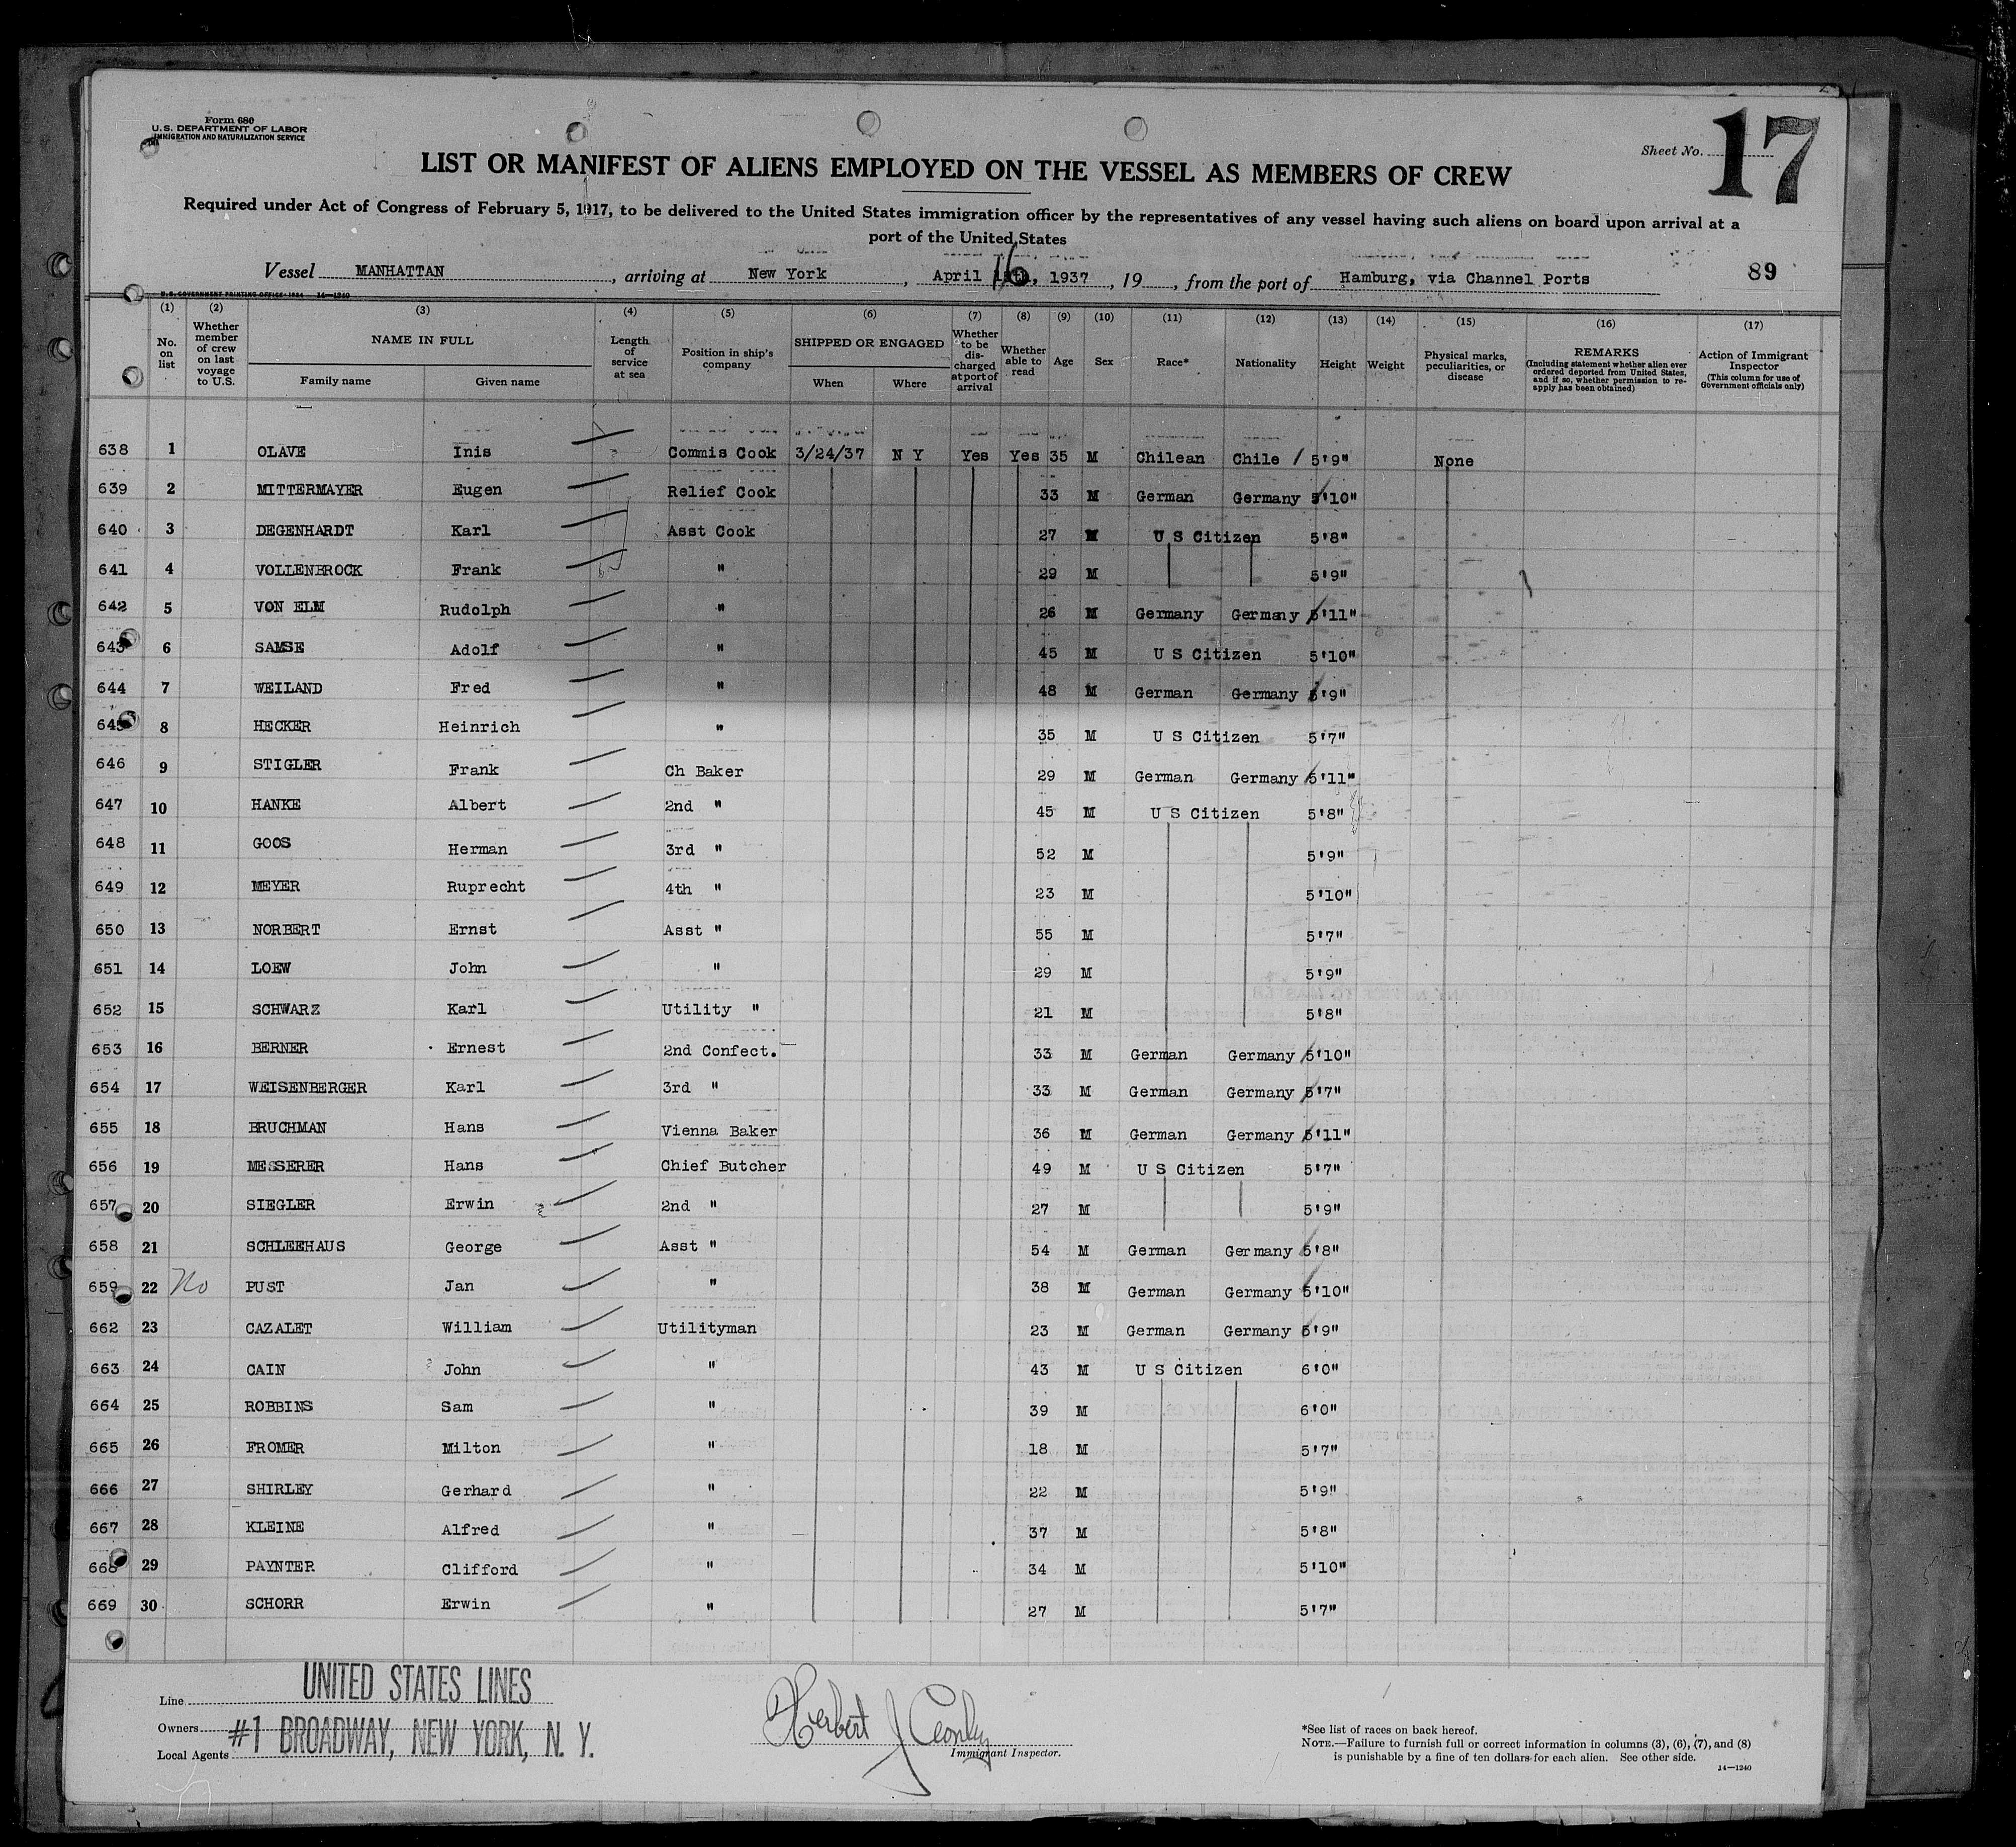 Form 680
U.S. DEPARTMENT OF LABOR
IMMIGRATION AND NATURALIZATION SERVICE
Sheet No. 17
LIST OR MANIFEST OF ALIENS EMPLOYED ON THE VESSEL AS MEMBERS OF CREW
Required under Act of Congress of February 5, 1917, to be delivered to the United States immigration officer by the representatives of any vessel having such aliens on board upon arrival at a
port of the United States
Vessel MANHATTAN, arriving at New York, April 16, 1937, 19, from the port of Hamburg, via Channel Ports 89
U.S. GOVERNMENT PRINTING OFFICE: 1934 14—1240
(1) (2) (3) (4) (5) (6) (7) (8) (9) (10) (11) (12) (13) (14) (15) (16) (17)
No. on list
Whether member of crew on last voyage to U.S.
NAME IN FULL
Family name Given name
Length of service at sea
Position in ship's company
SHIPPED OR ENGAGED
When Where
Whether to be discharged at port of arrival
Whether able to read
Age
Sex
Race*
Nationality
Height
Weight
Physical marks, peculiarities, or disease
REMARKS
(Including statement whether alien ever ordered deported from United States, and if so, whether permission to reapply has been obtained)
Action of Immigrant Inspector
(This column for use of Government officials only)
638 1 OLAVE Inis Commis Cook 3/24/37 N Y Yes Yes 35 M Chilean Chile / 5'9" None
639 2 MITTERMAYER Eugen Relief Cook 33 M German Germany 5'10"
640 3 DEGENHARDT Karl Asst Cook 27 M U S Citizen 5'8"
641 4 VOLLENBROCK Frank " 29 M 5'9"
642 5 VON ELM Rudolph " 26 M Germany Germany 5'11"
643 6 SAMSE Adolf " 45 M U S Citizen 5'10"
644 7 WEILAND Fred " 48 M German Germany 5'9"
645 8 HECKER Heinrich " 35 M U S Citizen 5'7"
646 9 STIGLER Frank Ch Baker 29 M German Germany 5'11"
647 10 HANKE Albert 2nd " 45 M U S Citizen 5'8"
648 11 GOOS Herman 3rd " 52 M 5'9"
649 12 MEYER Ruprecht 4th " 23 M 5'10"
650 13 NORBERT Ernst Asst " 55 M 5'7"
651 14 LOEW John " 29 M 5'9"
652 15 SCHWARZ Karl Utility " 21 M 5'8"
653 16 BERNER Ernest 2nd Confect. 33 M German Germany 5'10"
654 17 WEISENBERGER Karl 3rd " 33 M German Germany 5'7"
655 18 BRUCHMAN Hans Vienna Baker 36 M German Germany 5'11"
656 19 MESSERER Hans Chief Butcher 49 M U S Citizen 5'7"
657 20 SIEGLER Erwin 2nd " 27 M 5'9"
658 21 SCHLEEHAUS George Asst " 54 M German Germany 5'8"
659 22 No PUST Jan " 38 M German Germany 5'10"
662 23 CAZALET William Utilityman 23 M German Germany 5'9"
663 24 CAIN John " 43 M U S Citizen 6'0"
664 25 ROBBINS Sam " 39 M 6'0"
665 26 FROMER Milton " 18 M 5'7"
666 27 SHIRLEY Gerhard " 22 M 5'9"
667 28 KLEINE Alfred " 37 M 5'8"
668 29 PAYNTER Clifford " 34 M 5'10"
669 30 SCHORR Erwin " 27 M 5'7"
Line UNITED STATES LINES
Owners
Local Agents #1 BROADWAY, NEW YORK, N. Y.
Herbert J
Immigrant Inspector.
*See list of races on back hereof.
NOTE.—Failure to furnish full or correct information in columns (3), (6), (7), and (8)
is punishable by a fine of ten dollars for each alien. See other side.
14—1240